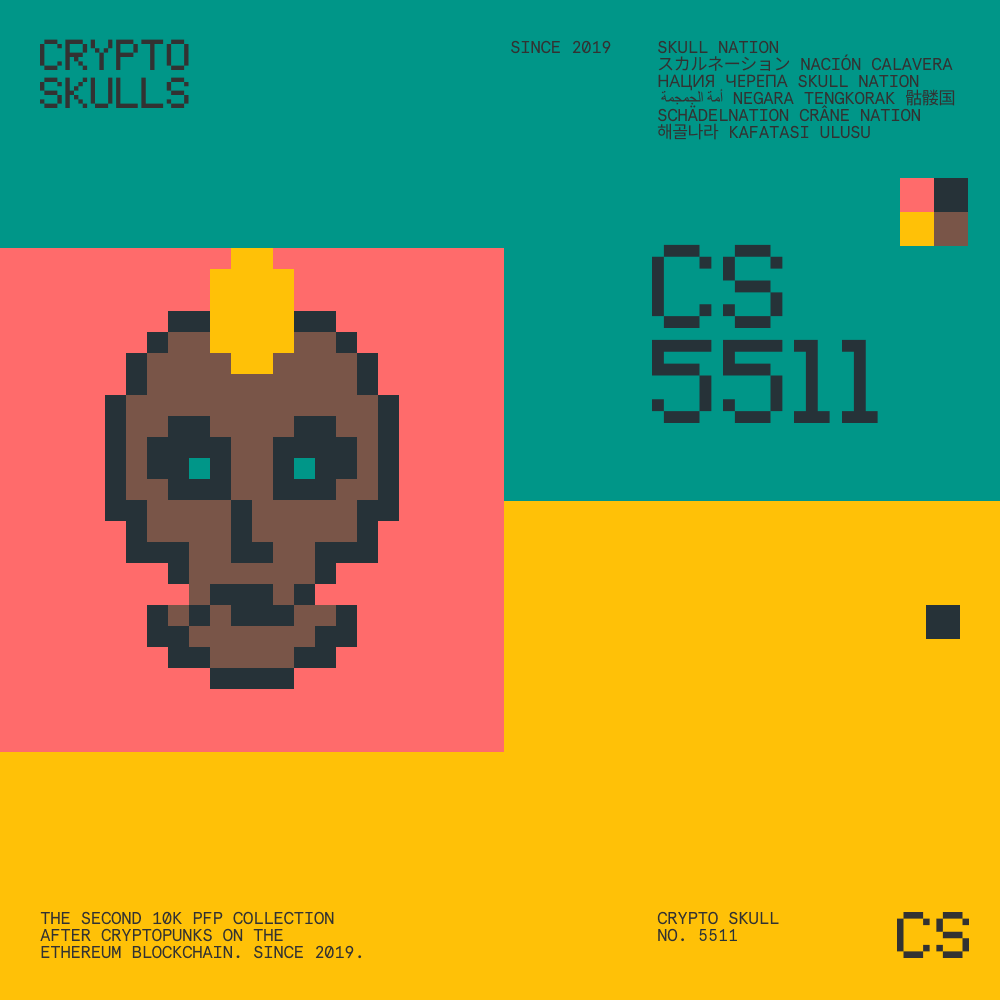 CRYPTO
SKULLS
SINCE 2019
SKULL NATION
スカルネーション NACIÓN CALAVERA
НАЦИЯ ЧЕРЕПА SKULL NATION
أمة الجمجمة NEGARA TENGKORAK 骷髅国
SCHÄDELNATION CRÂNE NATION
해골나라 KAFATASI ULUSU
CS
5511
THE SECOND 10K PFP COLLECTION
AFTER CRYPTOPUNKS ON THE
ETHEREUM BLOCKCHAIN. SINCE 2019.
CRYPTO SKULL
NO. 5511
CS